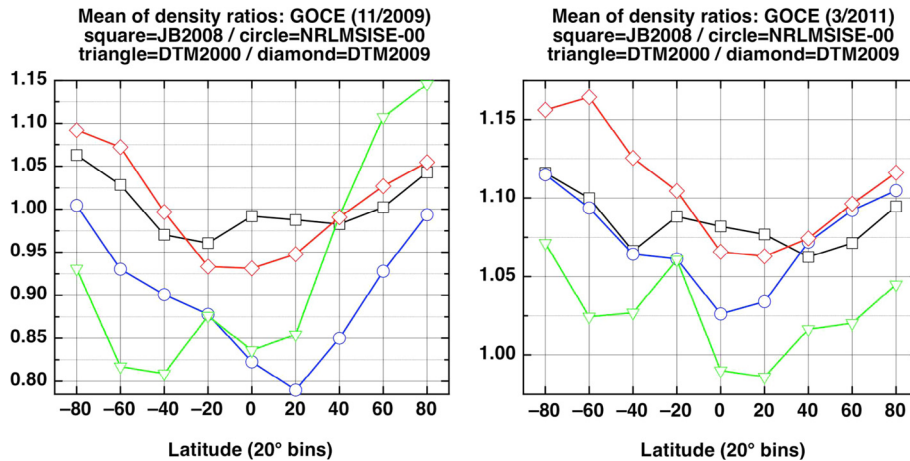 Mean of density ratios: GOCE (11/2009)
square=JB2008 / circle=NRLMSISE-00
triangle=DTM2000 / diamond=DTM2009
1.15
1.10
1.05
1.00
0.95
0.90
0.85
0.80
−80 −60 −40 −20 0 20 40 60 80
Latitude (20° bins)
Mean of density ratios: GOCE (3/2011)
square=JB2008 / circle=NRLMSISE-00
triangle=DTM2000 / diamond=DTM2009
1.15
1.10
1.05
1.00
−80 −60 −40 −20 0 20 40 60 80
Latitude (20° bins)